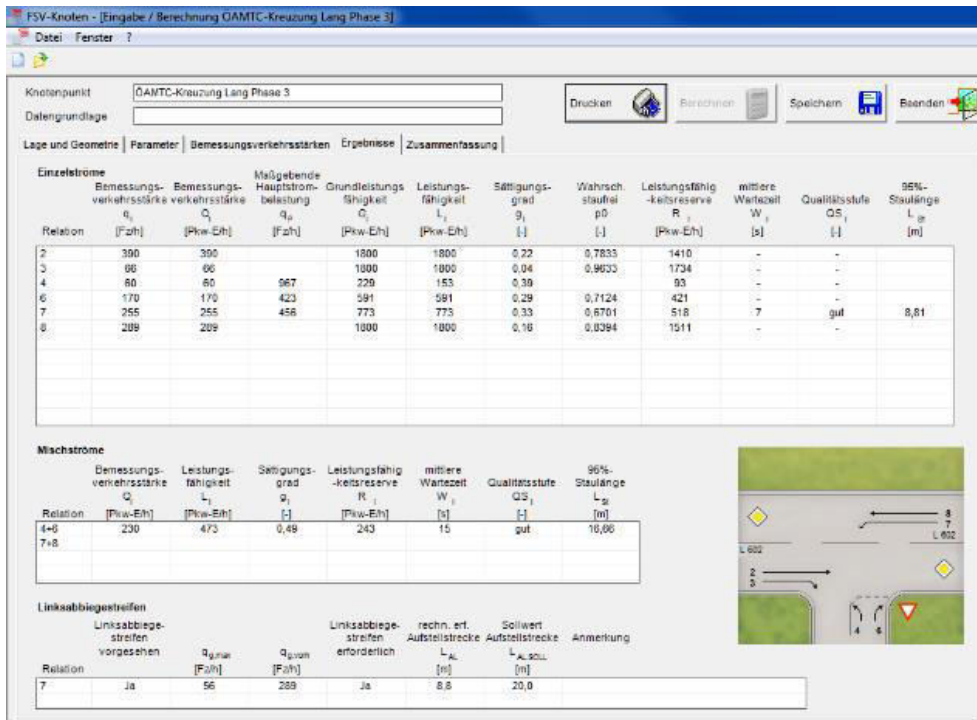 FSV-Knoten - [Eingabe / Berechnung ÖAMTC-Kreuzung Lang Phase 3]
Datei Fenster ?
Knotenpunkt ÖAMTC-Kreuzung Lang Phase 3
Datengrundlage
Drucken Berechnen Speichern Beenden
Lage und Geometrie Parameter Bemessungsverkehrsstärken Ergebnisse Zusammenfassung
Einzelströme
Maßgebende
Bemessungs- Bemessungs- Hauptstrom- Grundleistungs Leistungs- Sättigungs- Wahrsch. Leistungsfähig mittlere 95%-
verkehrsstärke verkehrsstärke belastung fähigkeit fähigkeit grad staufrei -keitsreserve Wartezeit Qualitätsstufe Staulänge
q i Q i q p G i L i g i p0 R i W i QS i L St
Relation [Fz/h] [Pkw-E/h] [Fz/h] [Pkw-E/h] [Pkw-E/h] [-] [-] [Pkw-E/h] [s] [-] [m]
2 390 390 1800 1800 0,22 0,7833 1410 - -
3 66 66 1800 1800 0,04 0,9633 1734 - -
4 60 60 967 229 153 0,39 93 - -
6 170 170 423 591 591 0,29 0,7124 421 - -
7 255 255 456 773 773 0,33 0,6701 518 7 gut 8,81
8 289 289 1800 1800 0,16 0,8394 1511 - -
Mischströme
Bemessungs- Leistungs- Sättigungs- Leistungsfähig mittlere 95%-
verkehrsstärke fähigkeit grad -keitsreserve Wartezeit Qualitätsstufe Staulänge
Q i L i g i R i W i QS i L St
Relation [Pkw-E/h] [Pkw-E/h] [-] [Pkw-E/h] [s] [-] [m]
4+6 230 473 0,49 243 15 gut 16,66
7+8
8
7
L 602
L 602
2
3
4 6
Linksabbiegestreifen
Linksabbiege- Linksabbiege- rechn. erf. Sollwert
streifen streifen Aufstellstrecke Aufstellstrecke Anmerkung
vorgesehen q g,max q g,vorh erforderlich L AL L AL,SOLL
Relation [Fz/h] [Fz/h] [m] [m]
7 Ja 56 289 Ja 8,8 20,0